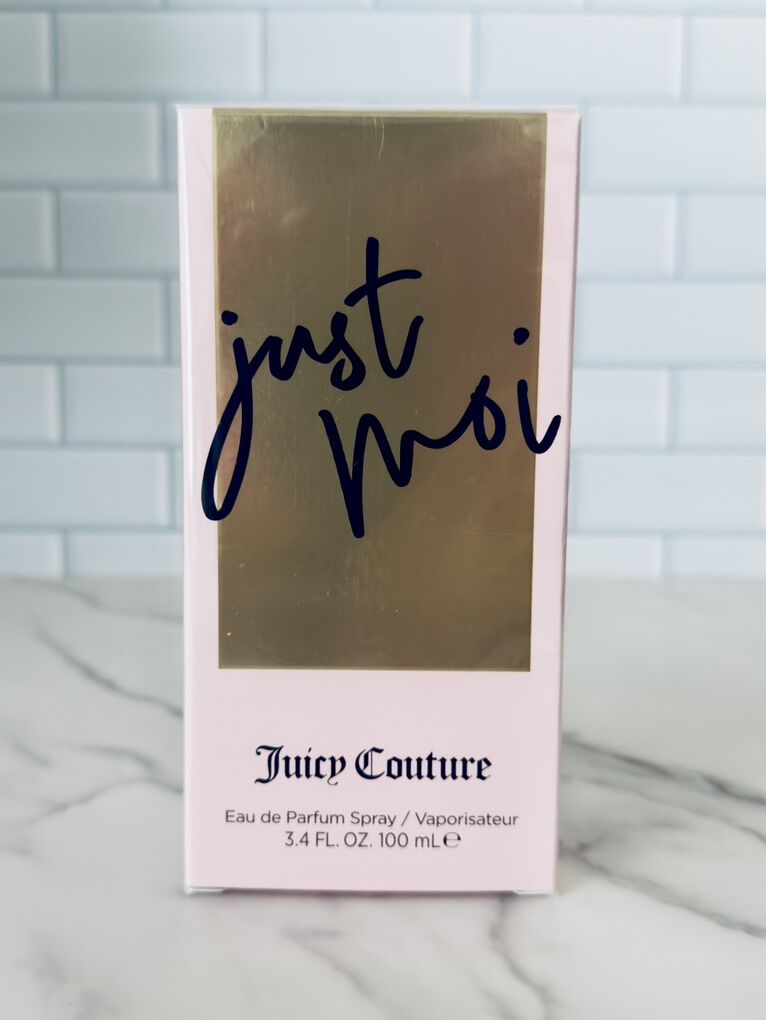 just
moi
Juicy Couture
Eau de Parfum Spray / Vaporisateur
3.4 FL. OZ. 100 mL℮